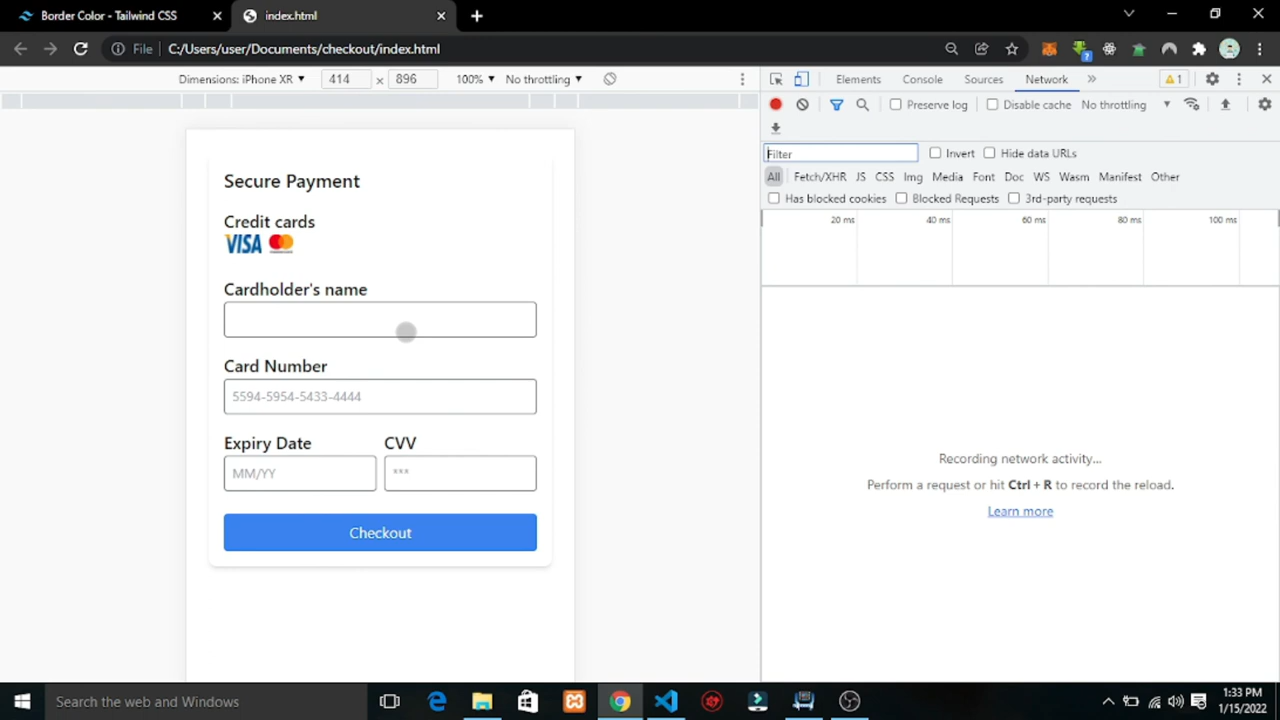 Border Color - Tailwind CSS
index.html
File
C:/Users/user/Documents/checkout/index.html
Dimensions: iPhone XR 414 × 896 100% No throttling
Elements Console Sources Network » 1
Preserve log Disable cache No throttling
Filter Invert Hide data URLs
All Fetch/XHR JS CSS Img Media Font Doc WS Wasm Manifest Other
Has blocked cookies Blocked Requests 3rd-party requests
20 ms 40 ms 60 ms 80 ms 100 ms
Secure Payment
Credit cards
VISA
Cardholder's name
Card Number
5594-5954-5433-4444
Expiry Date CVV
MM/YY ***
Checkout
Recording network activity...
Perform a request or hit Ctrl + R to record the reload.
Learn more
Search the web and Windows
1:33 PM
1/15/2022